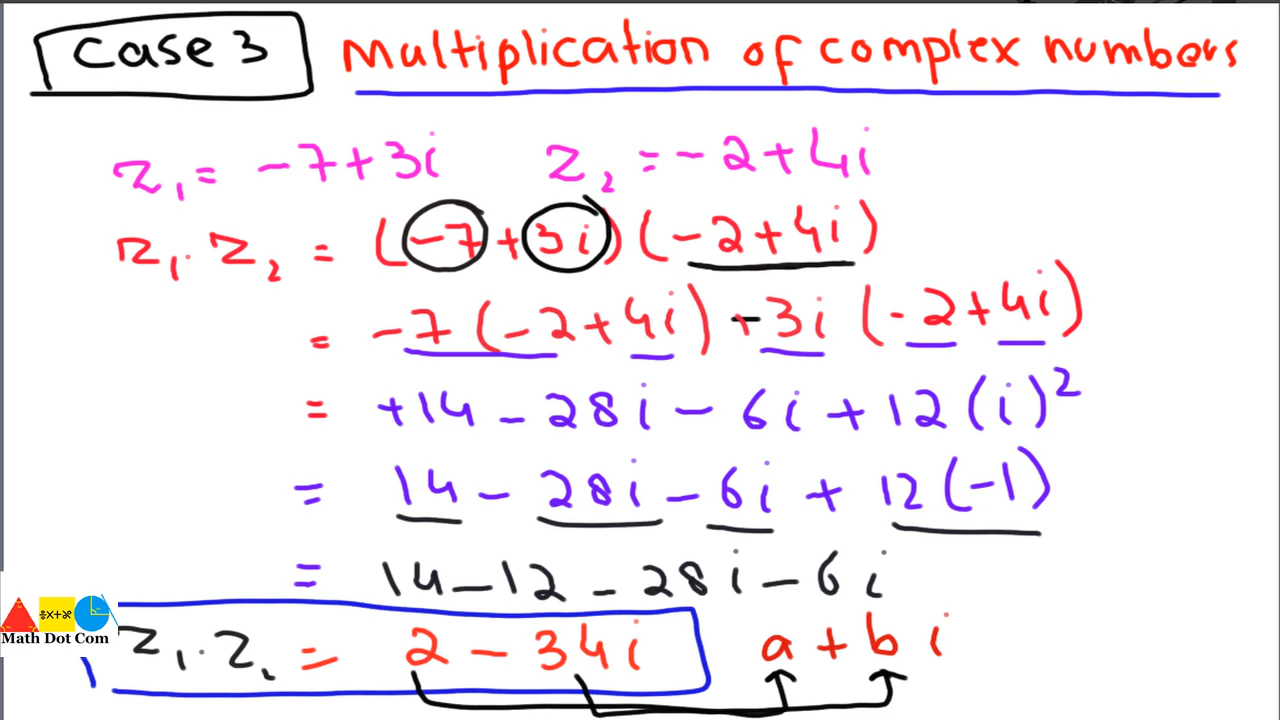 Case 3 Multiplication of complex numbers
z₁ = -7+3i z₂ = -2+4i
z₁. z₂ = (-7+3i)(-2+4i)
= -7(-2+4i) +3i(-2+4i)
= +14 - 28i - 6i + 12(i)²
= 14 - 28i - 6i + 12(-1)
= 14 - 12 - 28i - 6i
z₁. z₂ = 2 - 34i a + b i
Math Dot Com